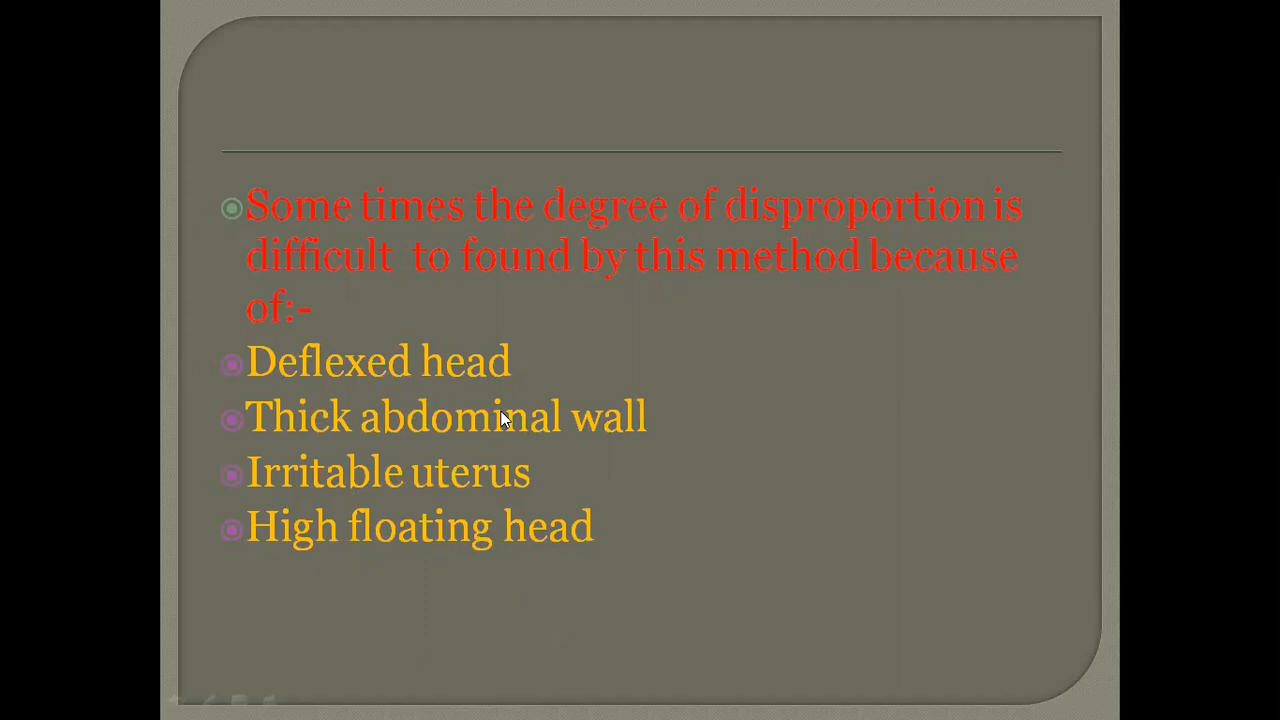 Some times the degree of disproportion is
difficult to found by this method because
of:-
Deflexed head
Thick abdominal wall
Irritable uterus
High floating head